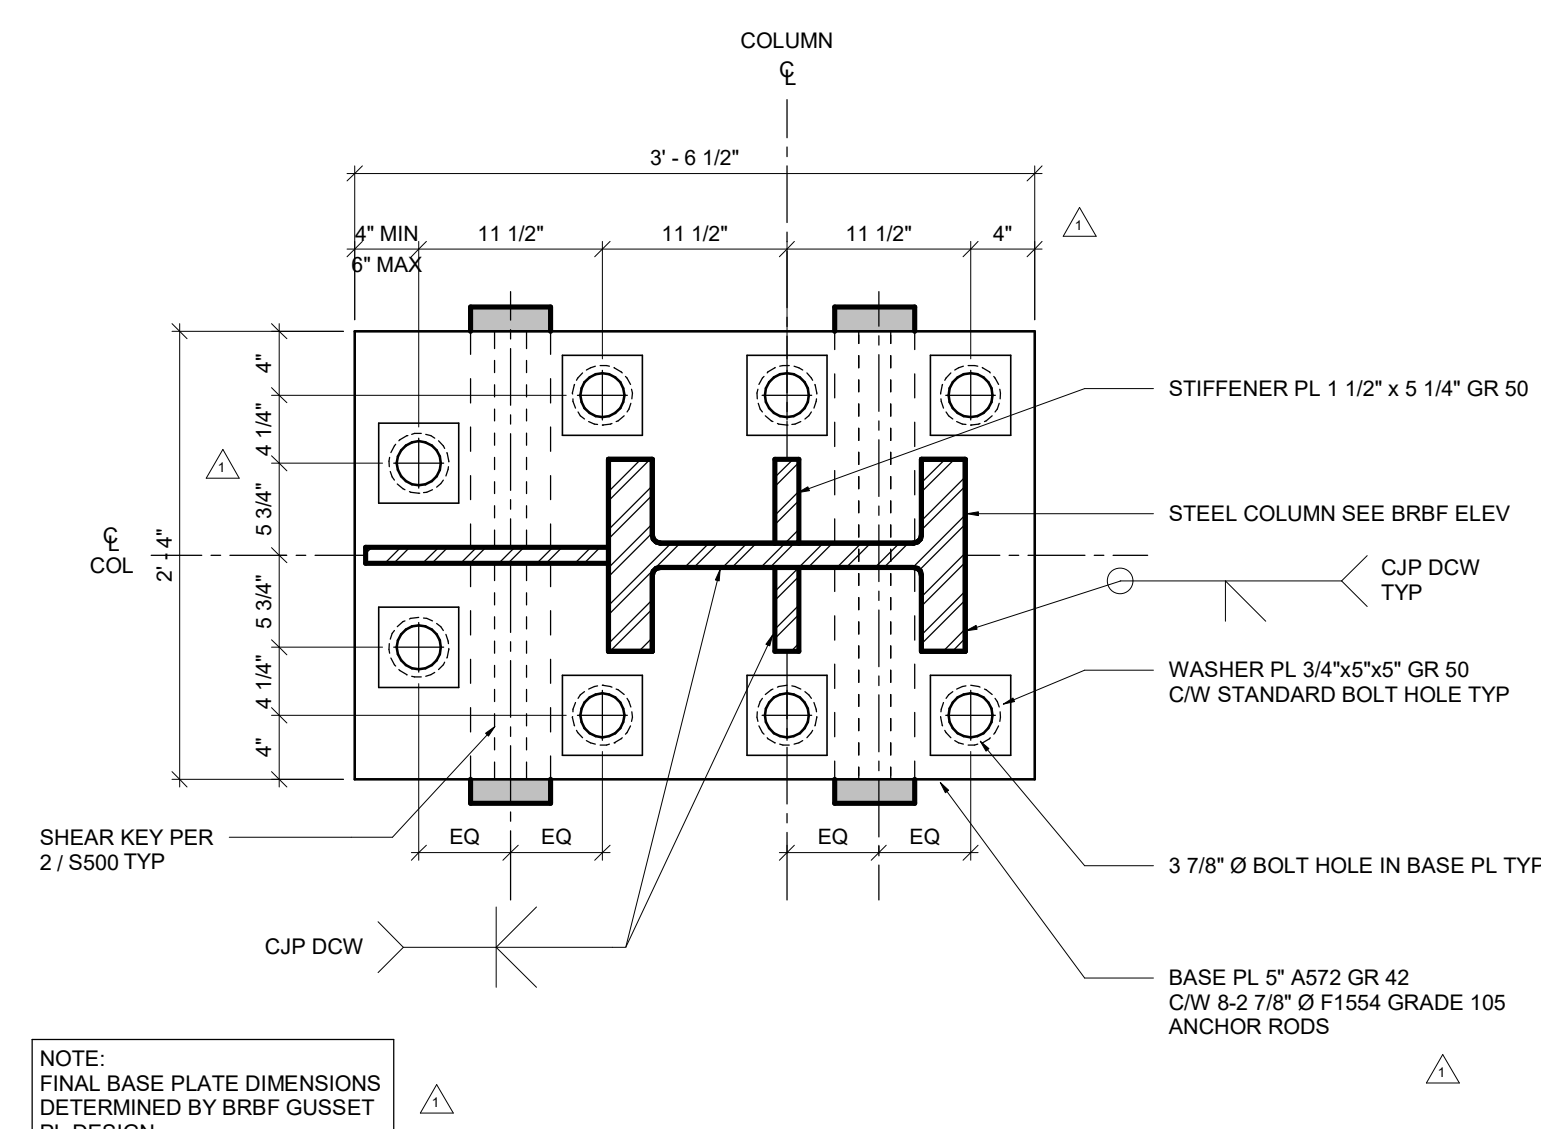 COLUMN
℄
3' - 6 1/2"
4" MIN
6" MAX
11 1/2"
11 1/2"
11 1/2"
4"
1
4"
4 1/4"
5 3/4"
5 3/4"
4 1/4"
4"
2' - 4"
1
℄
COL
STIFFENER PL 1 1/2" x 5 1/4" GR 50
STEEL COLUMN SEE BRBF ELEV
CJP DCW
TYP
WASHER PL 3/4"x5"x5" GR 50
C/W STANDARD BOLT HOLE TYP
SHEAR KEY PER
2 / S500 TYP
EQ
EQ
EQ
EQ
3 7/8" Ø BOLT HOLE IN BASE PL TYP
CJP DCW
BASE PL 5" A572 GR 42
C/W 8-2 7/8" Ø F1554 GRADE 105
ANCHOR RODS
1
NOTE:
FINAL BASE PLATE DIMENSIONS
DETERMINED BY BRBF GUSSET
PL DESIGN
1